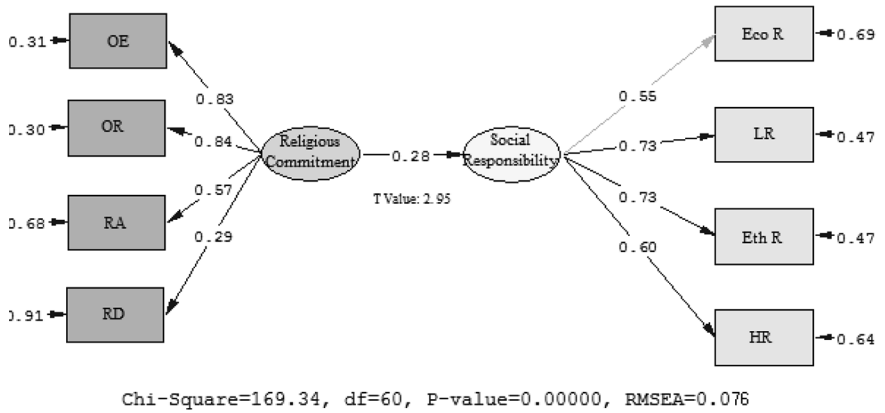 0.31
OE
0.83
0.30
OR
0.84
0.68
RA
0.57
0.91
RD
0.29
Religious
Commitment
0.28
T Value: 2.95
Social
Responsibility
0.55
Eco R
0.69
0.73
LR
0.47
0.73
Eth R
0.47
0.60
HR
0.64
Chi-Square=169.34, df=60, P-value=0.00000, RMSEA=0.076